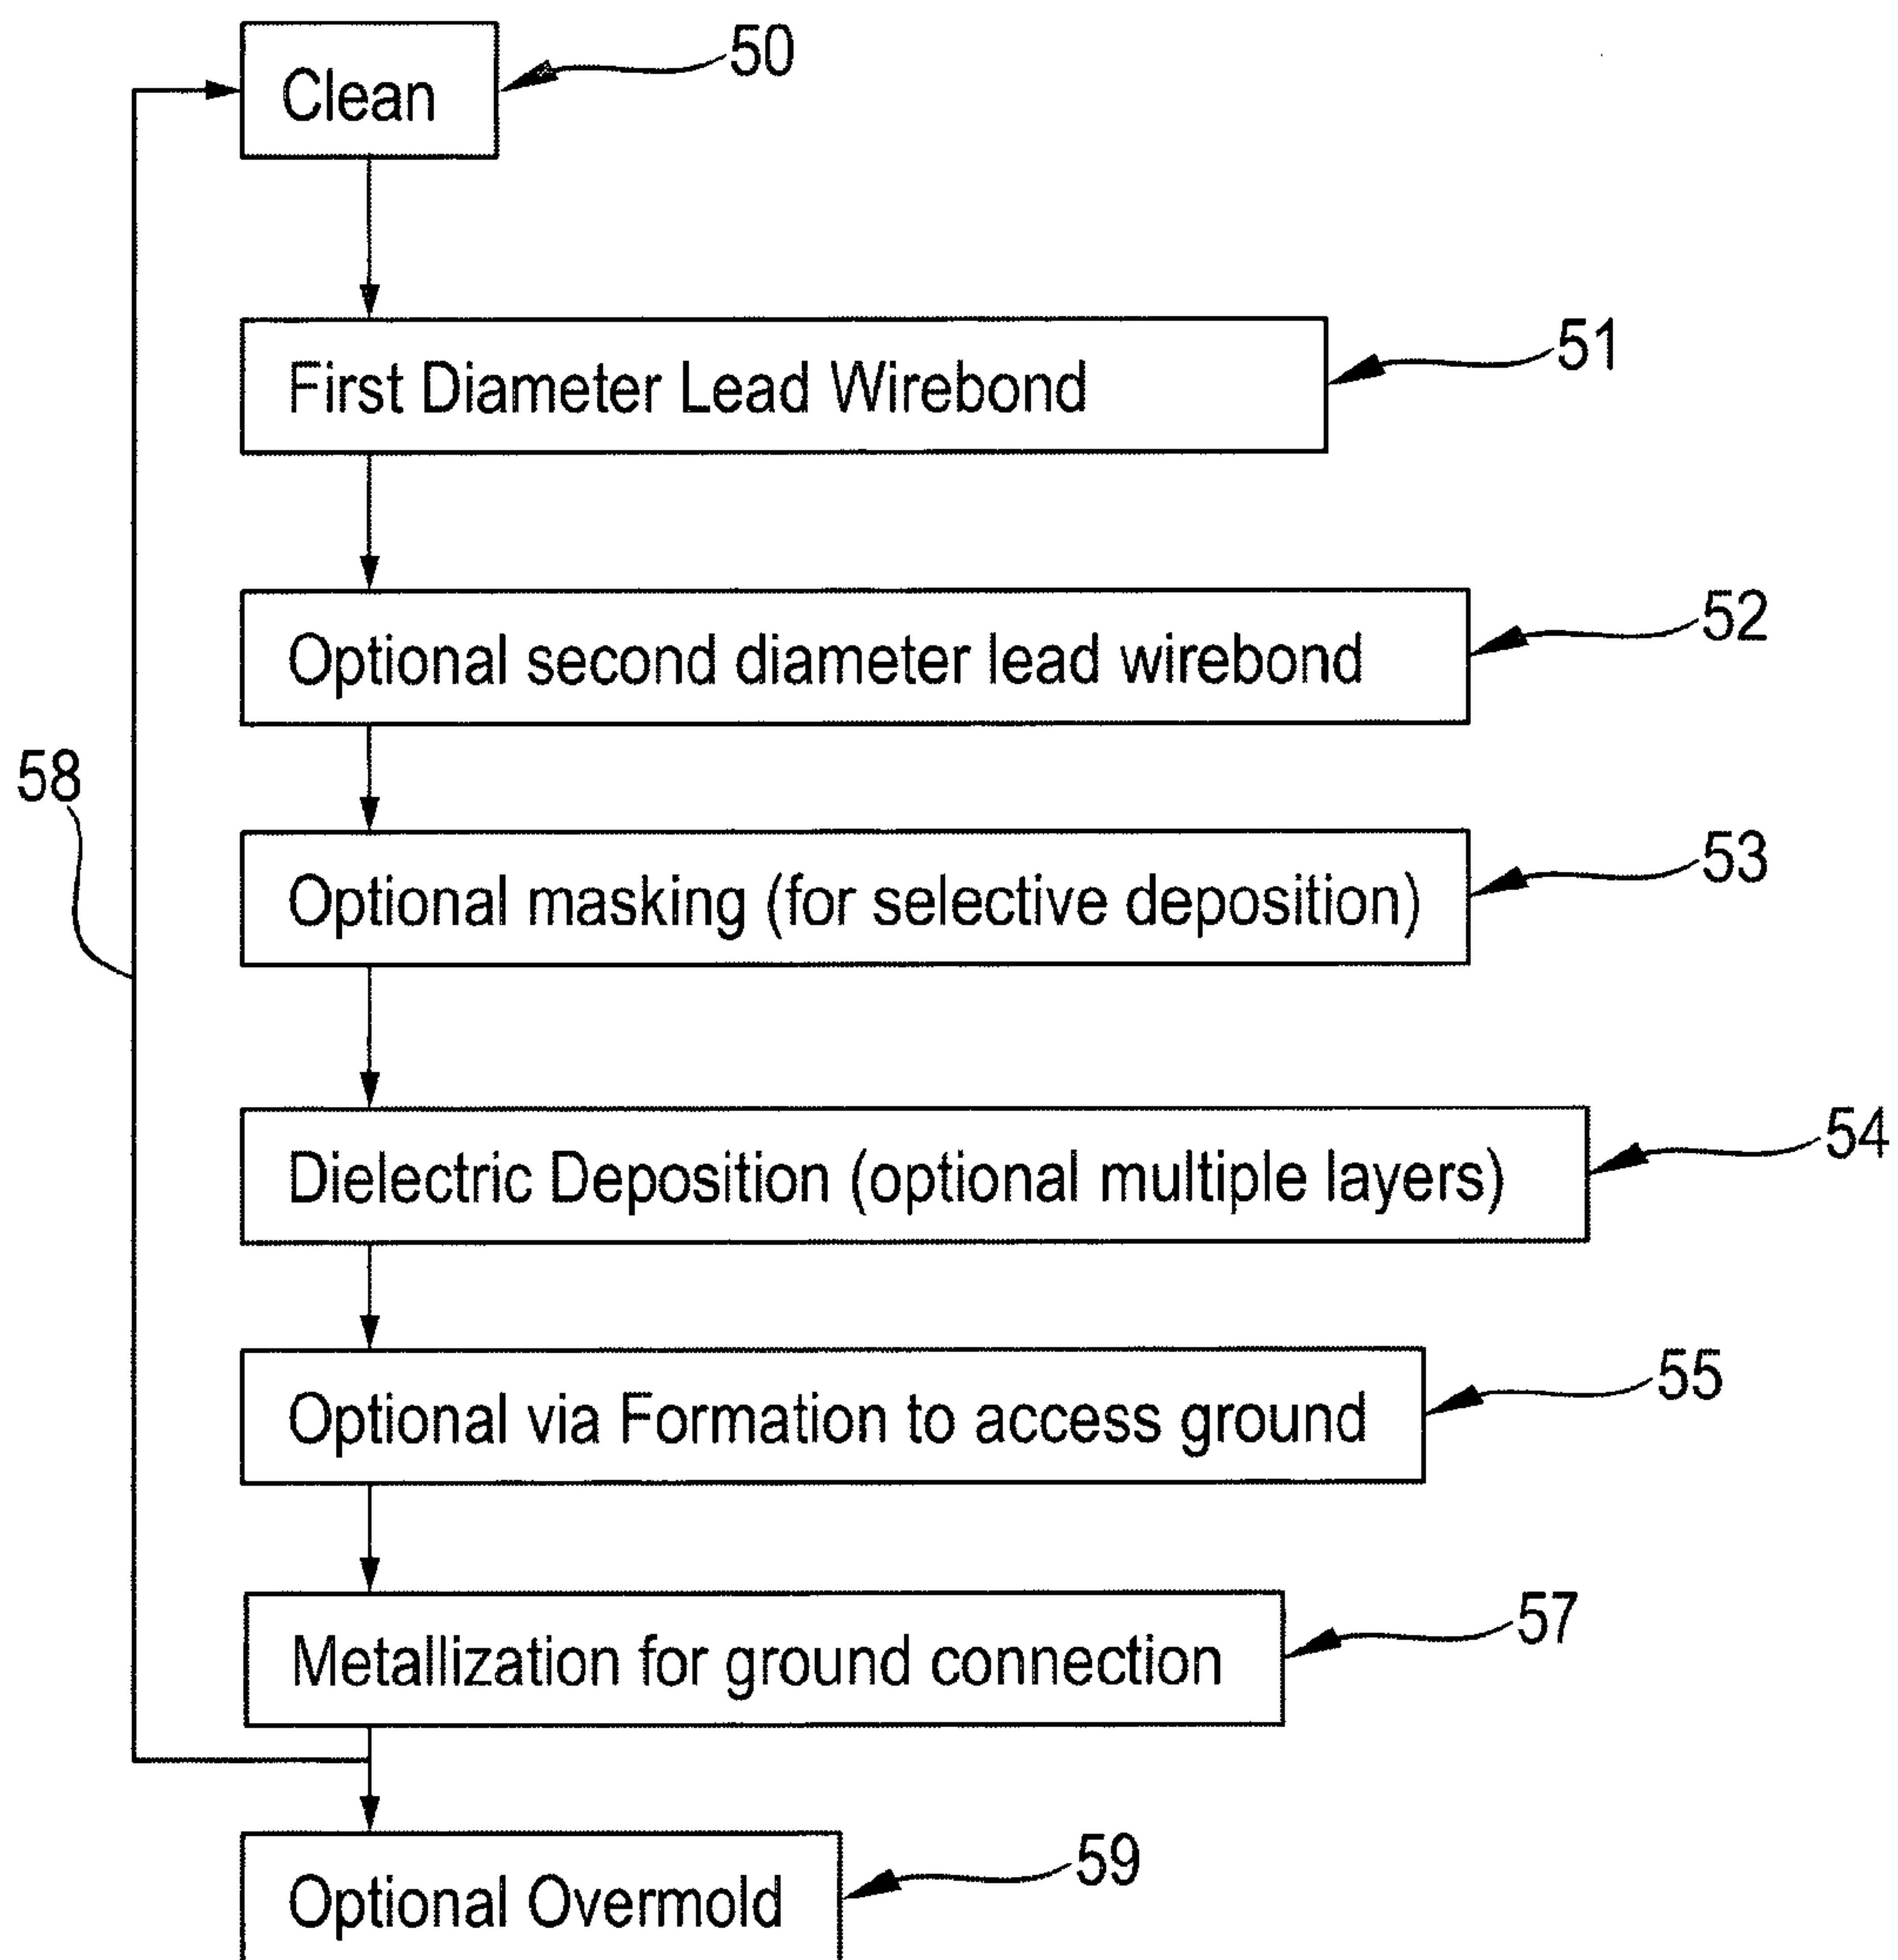 Clean
50
First Diameter Lead Wirebond
51
Optional second diameter lead wirebond
52
58
Optional masking (for selective deposition)
53
Dielectric Deposition (optional multiple layers)
54
Optional via Formation to access ground
55
Metallization for ground connection
57
Optional Overmold
59